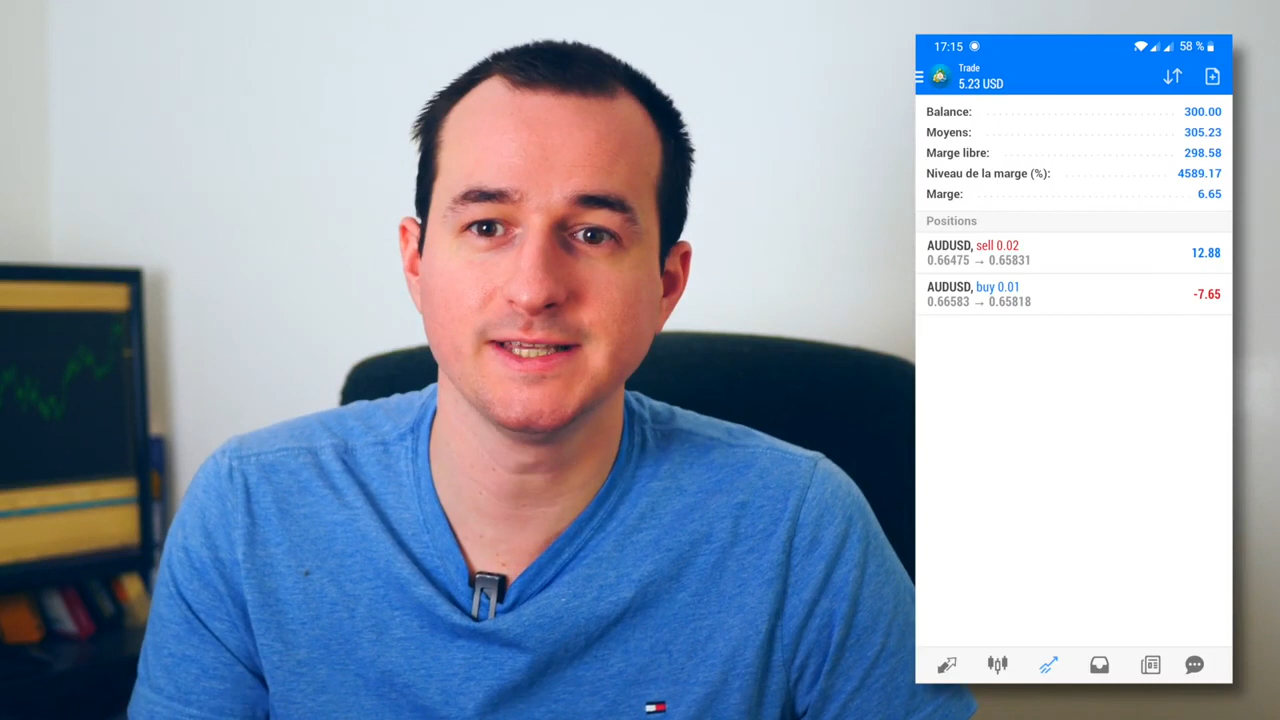 17:15 58 %
Trade
5.23 USD
Balance: 300.00
Moyens: 305.23
Marge libre: 298.58
Niveau de la marge (%): 4589.17
Marge: 6.65
Positions
AUDUSD, sell 0.02
0.66475 → 0.65831 12.88
AUDUSD, buy 0.01
0.66583 → 0.65818 -7.65